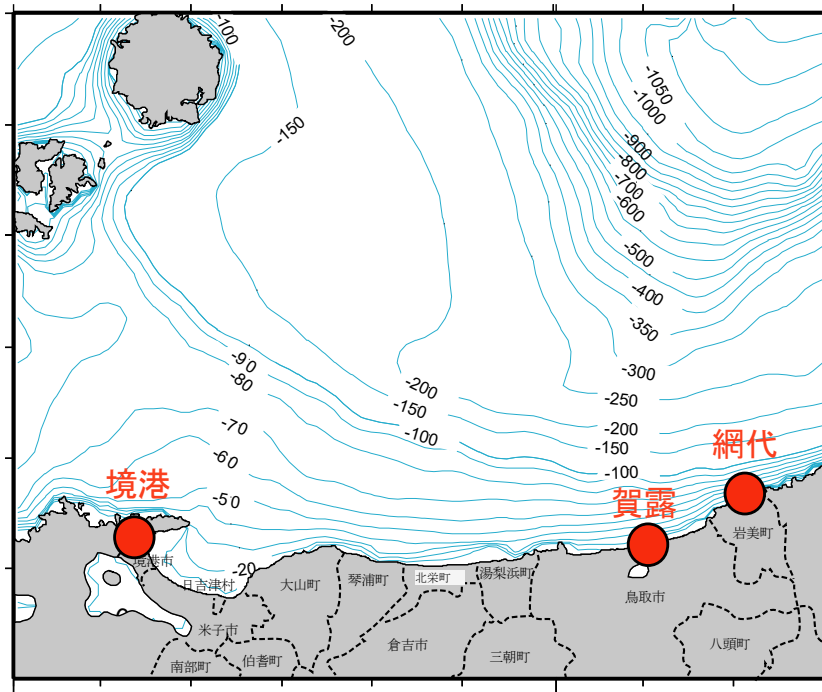 -100
-200
-150
-1050
-1000
-900
-800
-700
-600
-500
-400
-350
-300
-250
-200
-150
-100
-200
-150
-100
-90
-80
-70
-60
-50
-20
境港
賀露
網代
境港市
日吉津村
米子市
南部町
伯耆町
大山町
琴浦町
北栄町
湯梨浜町
倉吉市
三朝町
鳥取市
岩美町
八頭町